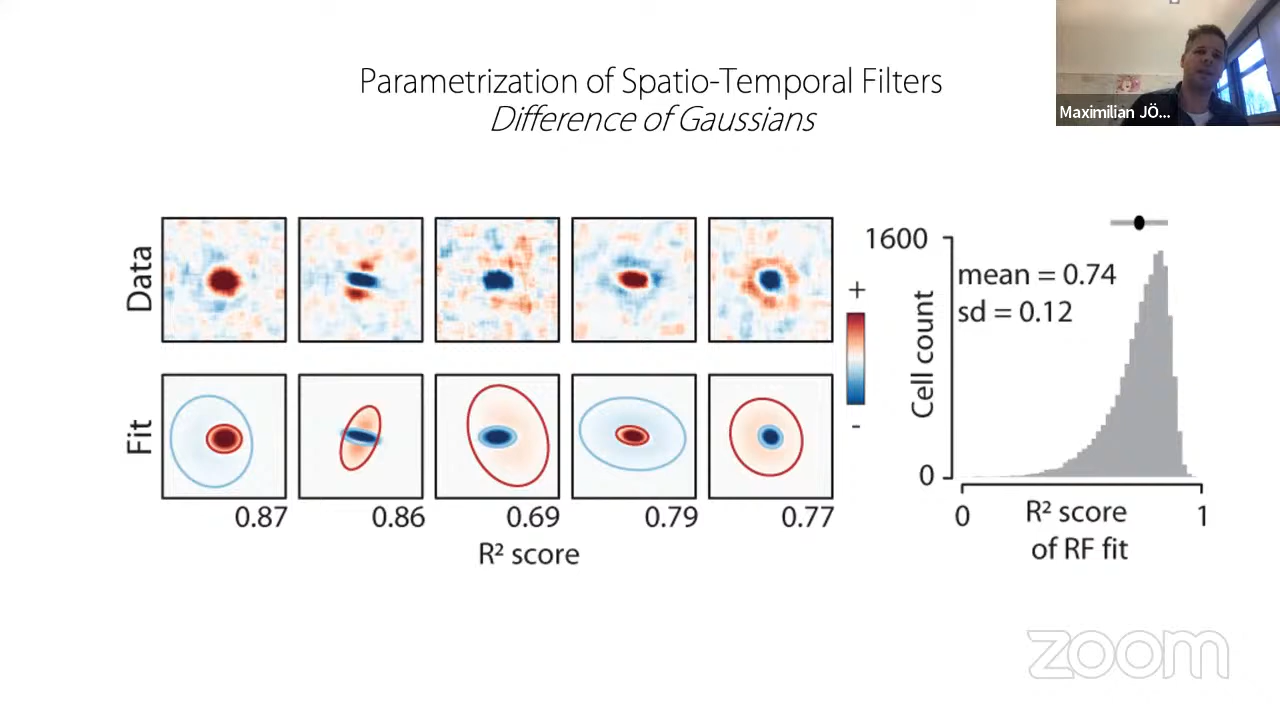 Parametrization of Spatio-Temporal Filters
Difference of Gaussians
Maximilian JÖ...
Data
Fit
0.87
0.86
0.69
0.79
0.77
R² score
+
-
1600
mean = 0.74
sd = 0.12
Cell count
0
0
1
R² score
of RF fit
zoom